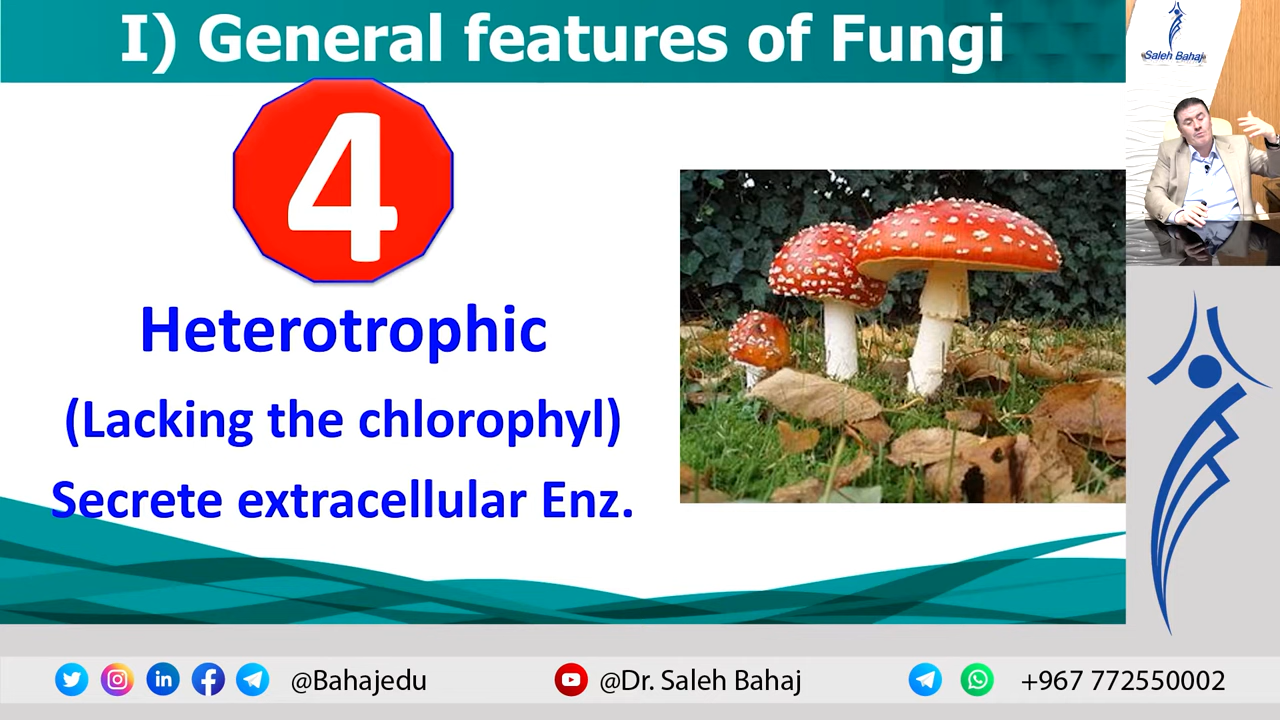 I) General features of Fungi
4
Heterotrophic
(Lacking the chlorophyl)
Secrete extracellular Enz.
Saleh Bahaj
@Bahajedu
@Dr. Saleh Bahaj
+967 772550002